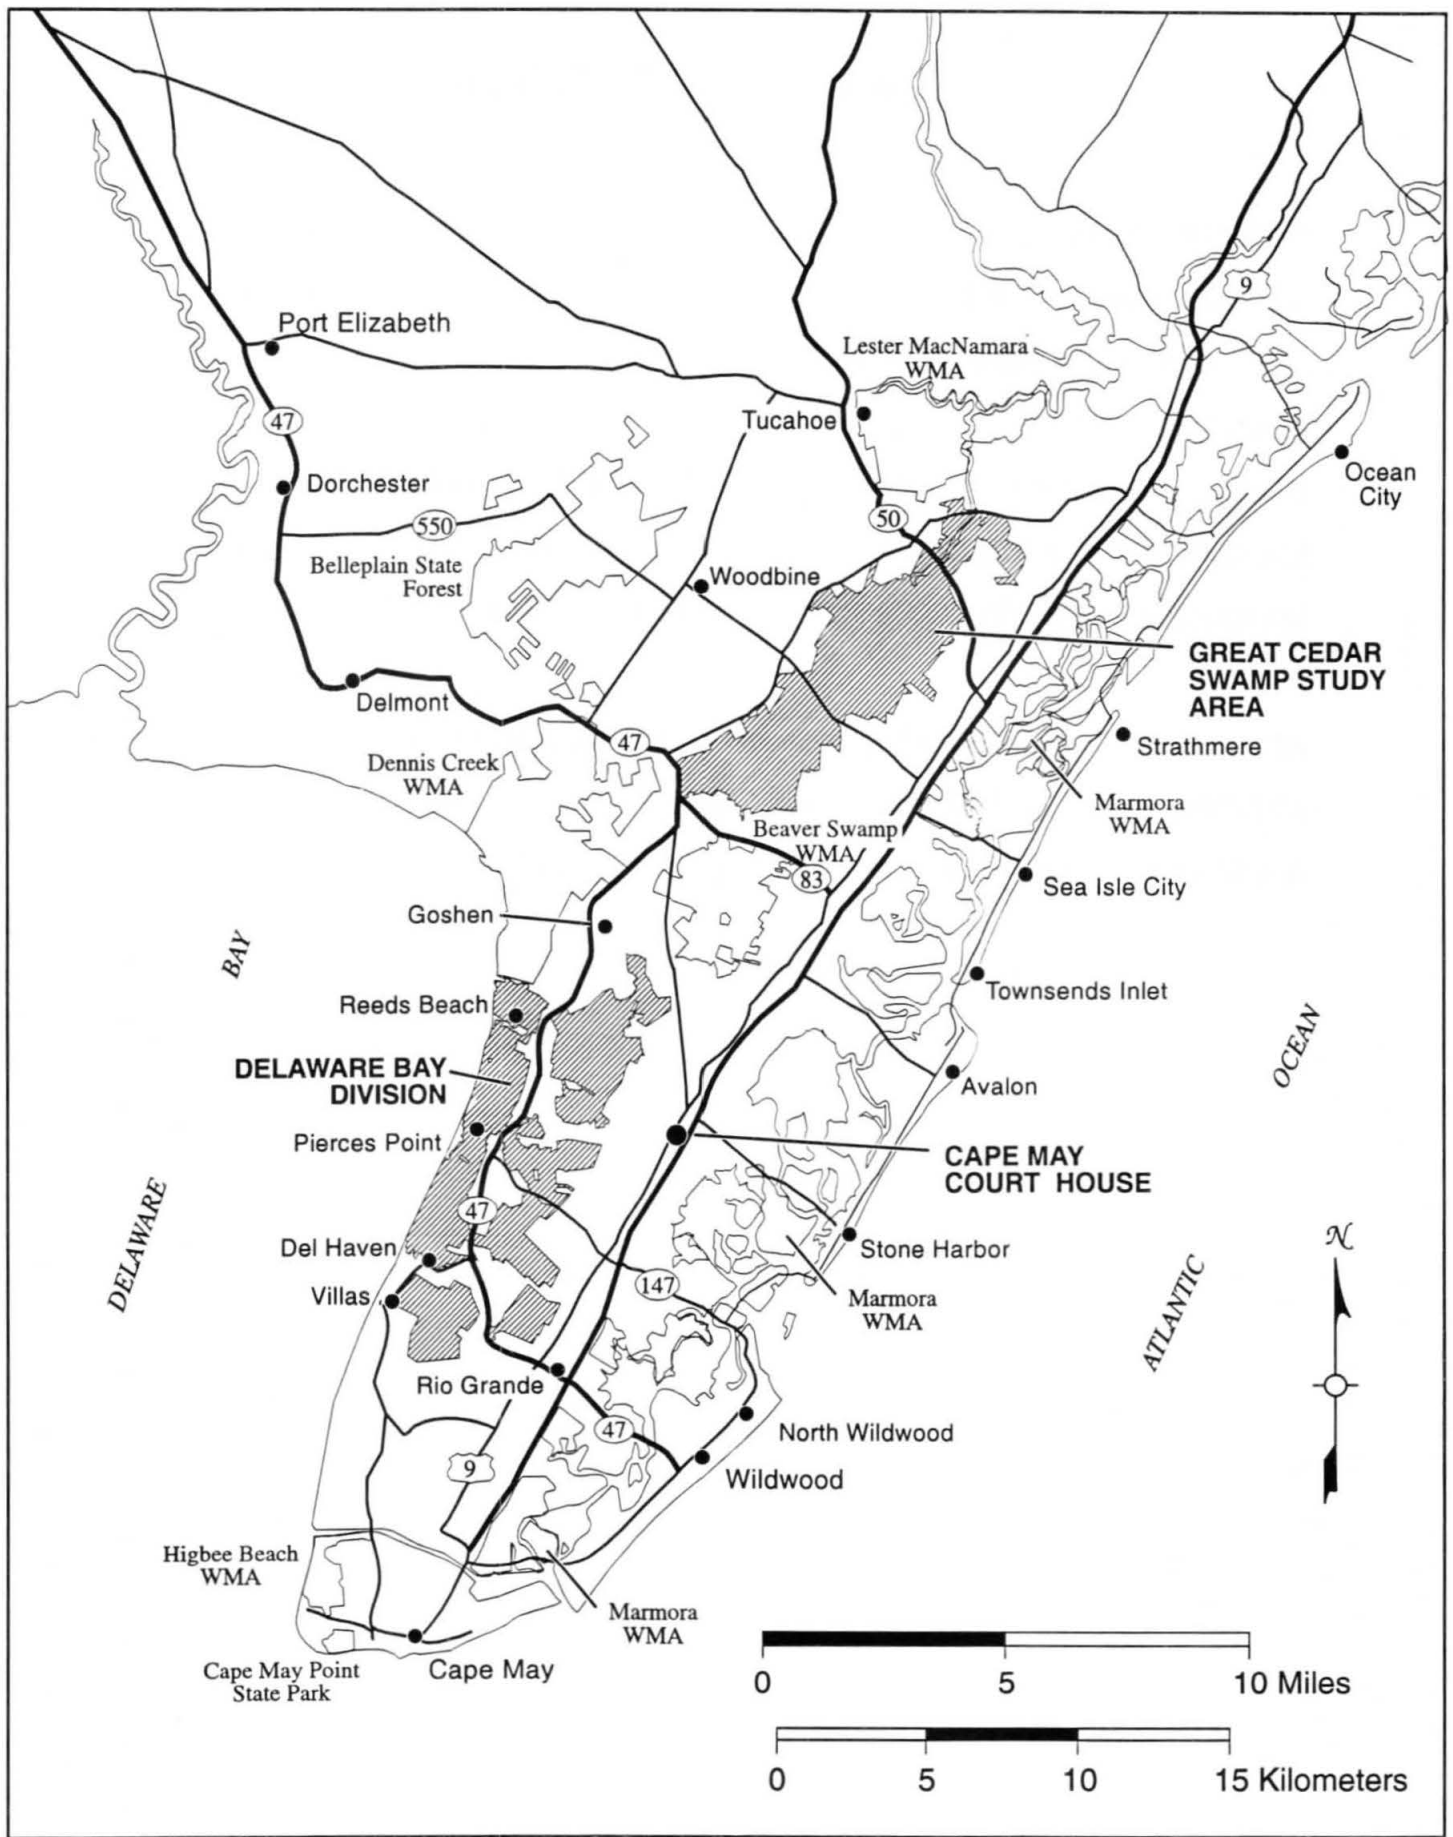 9
Port Elizabeth
Lester MacNamara
WMA
47
Tucahoe
Ocean
City
Dorchester
50
550
Belleplain State
Forest
Woodbine
GREAT CEDAR
SWAMP STUDY
AREA
Delmont
47
Strathmere
Dennis Creek
WMA
Marmora
WMA
Beaver Swamp
WMA
83
Sea Isle City
Goshen
BAY
Townsends Inlet
Reeds Beach
OCEAN
DELAWARE BAY
DIVISION
Avalon
Pierces Point
CAPE MAY
COURT HOUSE
47
DELAWARE
Del Haven
Stone Harbor
N
147
Villas
Marmora
WMA
ATLANTIC
Rio Grande
47
North Wildwood
9
Wildwood
Higbee Beach
WMA
Marmora
WMA
Cape May Point
State Park
Cape May
0 5 10 Miles
0 5 10 15 Kilometers